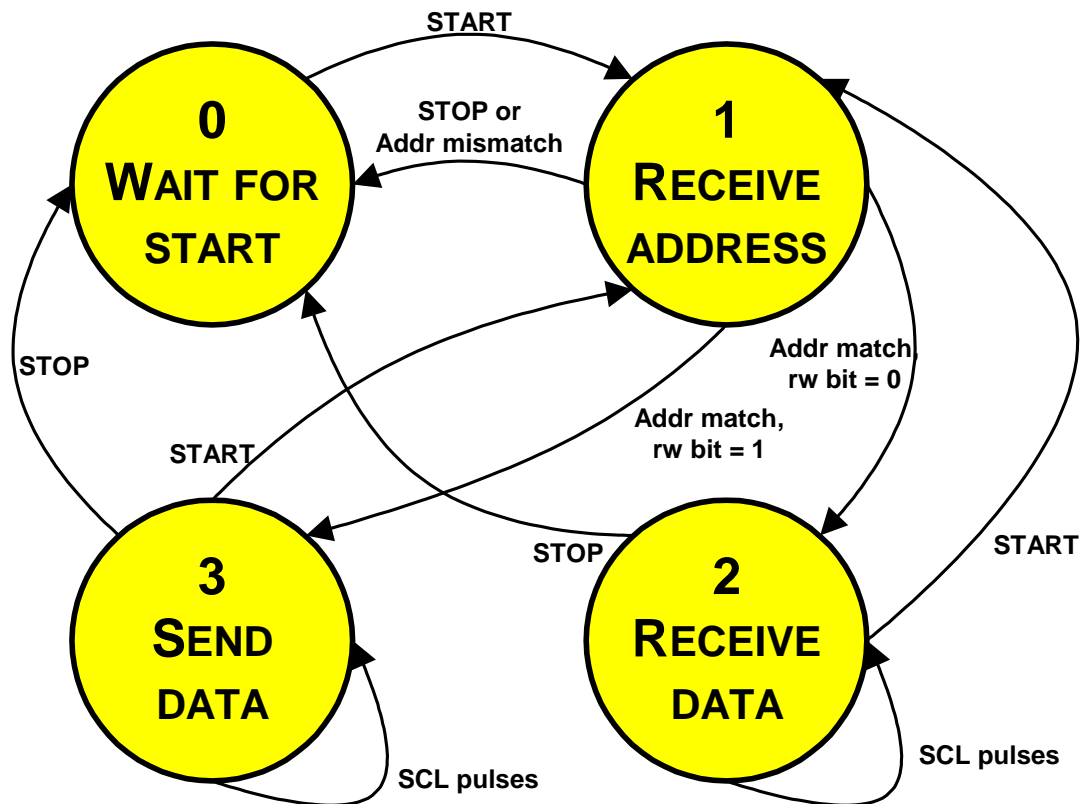 START
0
WAIT FOR
START
STOP or
Addr mismatch
1
RECEIVE
ADDRESS
STOP
START
Addr match,
rw bit = 1
Addr match,
rw bit = 0
3
SEND
DATA
STOP
2
RECEIVE
DATA
START
SCL pulses
SCL pulses